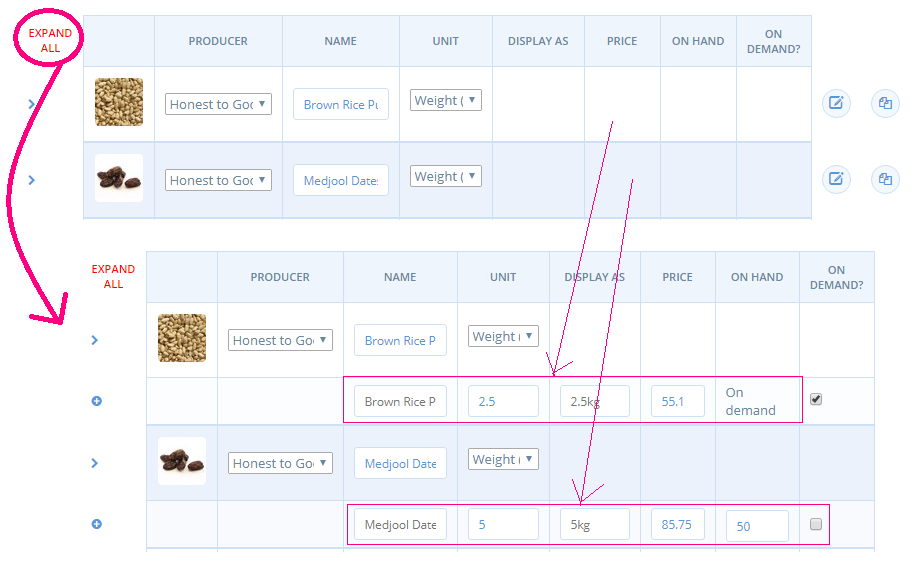 EXPAND ALL PRODUCER NAME UNIT DISPLAY AS PRICE ON HAND ON DEMAND?
Honest to Goo Brown Rice Pu Weight (
Honest to Goo Medjool Dates Weight (
EXPAND ALL PRODUCER NAME UNIT DISPLAY AS PRICE ON HAND ON DEMAND?
Honest to Goo Brown Rice P Weight (
Brown Rice P 2.5 2.5kg 55.1 On demand
Honest to Goo Medjool Date Weight (
Medjool Date 5 5kg 85.75 50